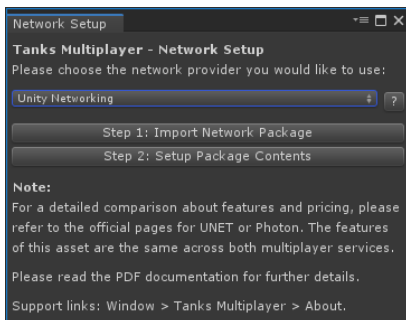 Network Setup
Tanks Multiplayer - Network Setup
Please choose the network provider you would like to use:
Unity Networking
?
Step 1: Import Network Package
Step 2: Setup Package Contents
Note:
For a detailed comparison about features and pricing, please
refer to the official pages for UNET or Photon. The features
of this asset are the same across both multiplayer services.
Please read the PDF documentation for further details.
Support links: Window > Tanks Multiplayer > About.